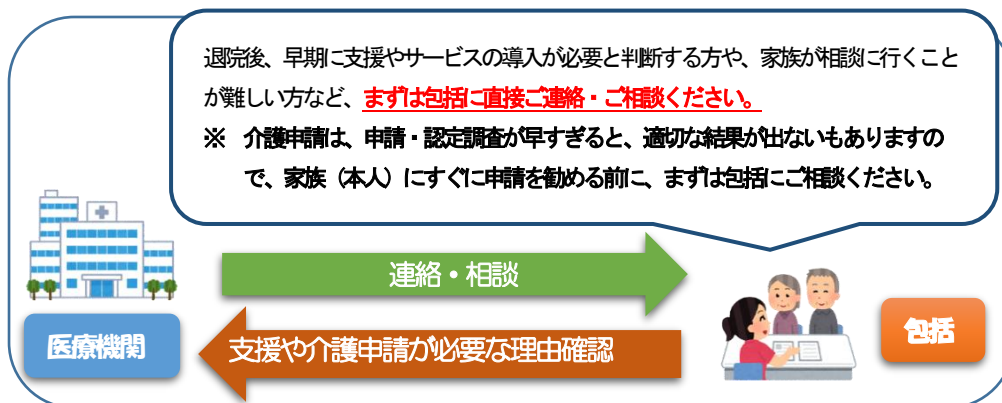 退院後、早期に支援やサービスの導入が必要と判断する方や、家族が相談に行くこと
が難しい方など、まずは包括に直接ご連絡・ご相談ください。
※　介護申請は、申請・認定調査が早すぎると、適切な結果が出ないもありますの
で、家族（本人）にすぐに申請を勧める前に、まずは包括にご相談ください。
連絡・相談
医療機関
支援や介護申請が必要な理由確認
包括